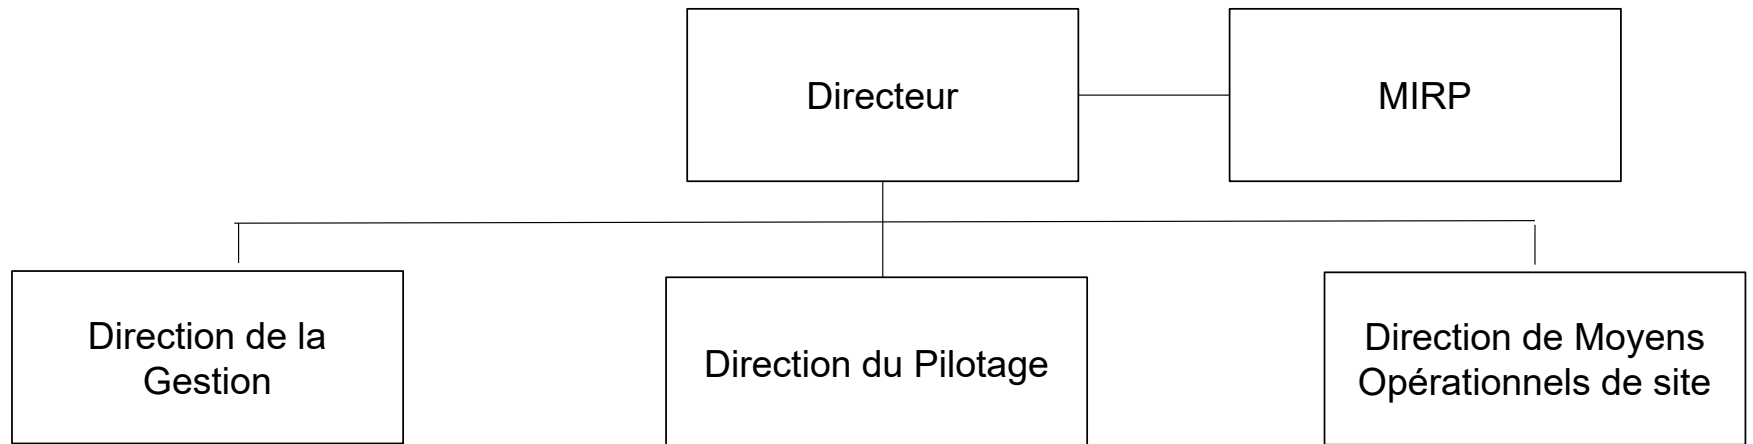 Directeur
MIRP
Direction de la
Gestion
Direction du Pilotage
Direction de Moyens
Opérationnels de site